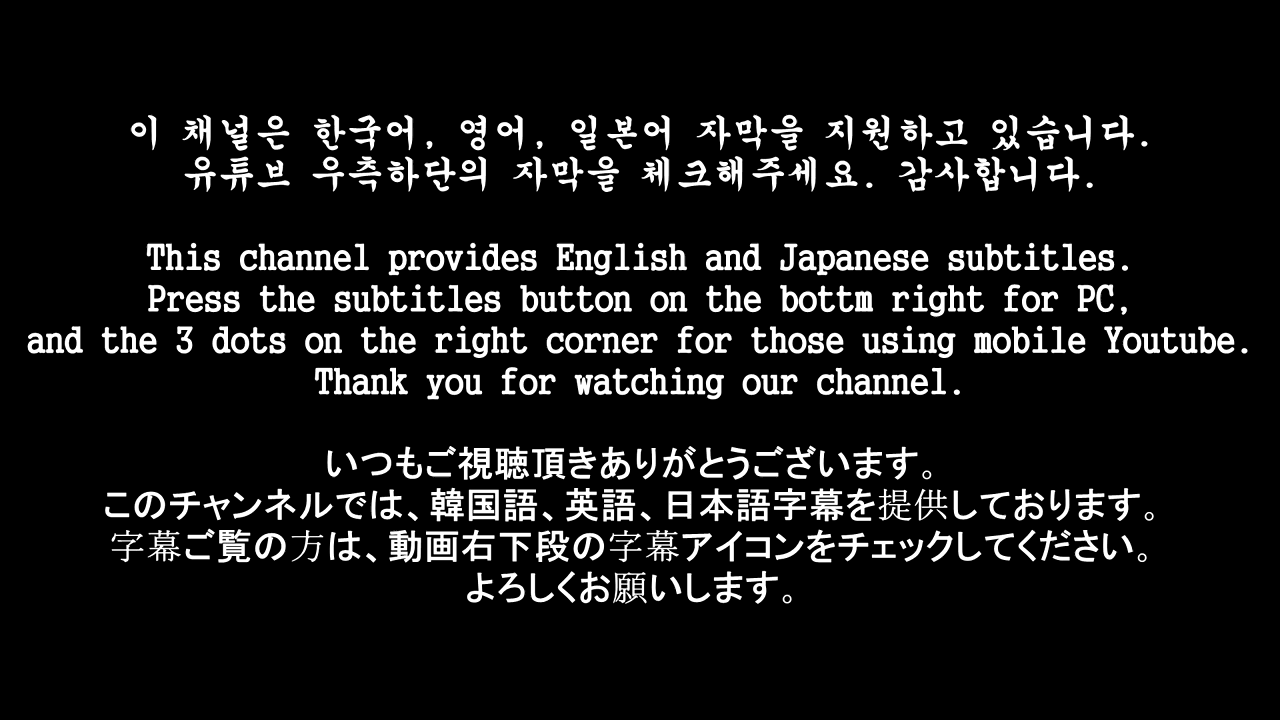 이 채널은 한국어, 영어, 일본어 자막을 지원하고 있습니다.
유튜브 우측하단의 자막을 체크해주세요. 감사합니다.
This channel provides English and Japanese subtitles.
Press the subtitles button on the bottm right for PC,
and the 3 dots on the right corner for those using mobile Youtube.
Thank you for watching our channel.
いつもご視聴頂きありがとうございます。
このチャンネルでは、韓国語、英語、日本語字幕を提供しております。
字幕ご覧の方は、動画右下段の字幕アイコンをチェックしてください。
よろしくお願いします。